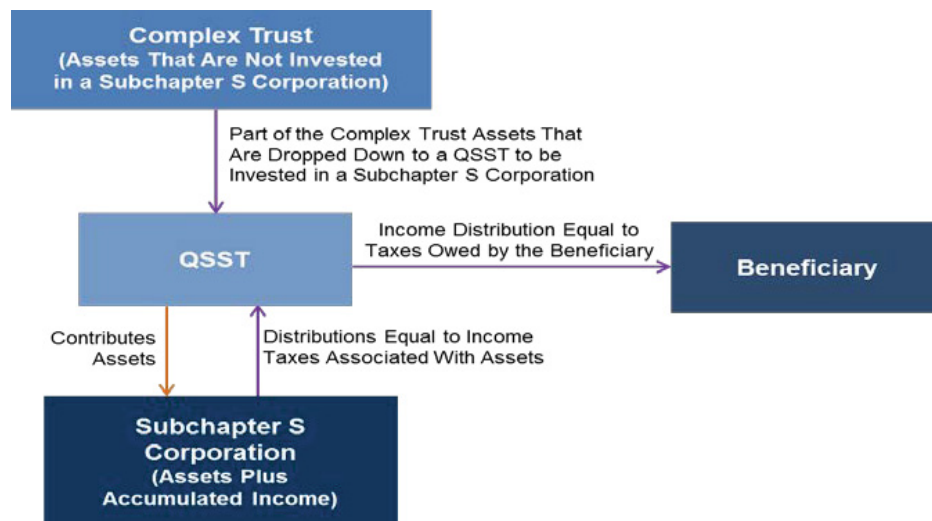 Complex Trust
(Assets That Are Not Invested
in a Subchapter S Corporation)
Part of the Complex Trust Assets That
Are Dropped Down to a QSST to be
Invested in a Subchapter S Corporation
QSST
Income Distribution Equal to
Taxes Owed by the Beneficiary
Beneficiary
Contributes
Assets
Distributions Equal to Income
Taxes Associated With Assets
Subchapter S
Corporation
(Assets Plus
Accumulated Income)